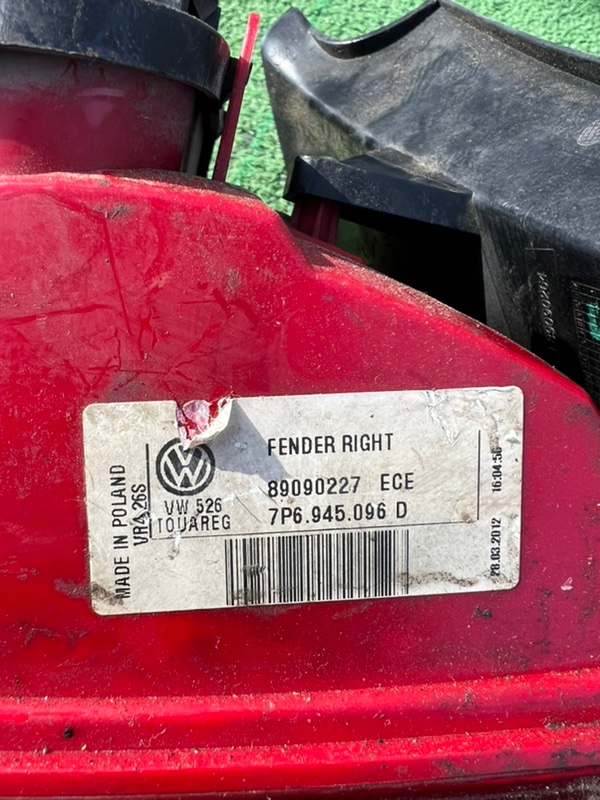 FENDER RIGHT
89090227 ECE
VW 526
TOUAREG
7P6.945.096 D
MADE IN POLAND
VR4.26S
28.03.2012 16:04:56